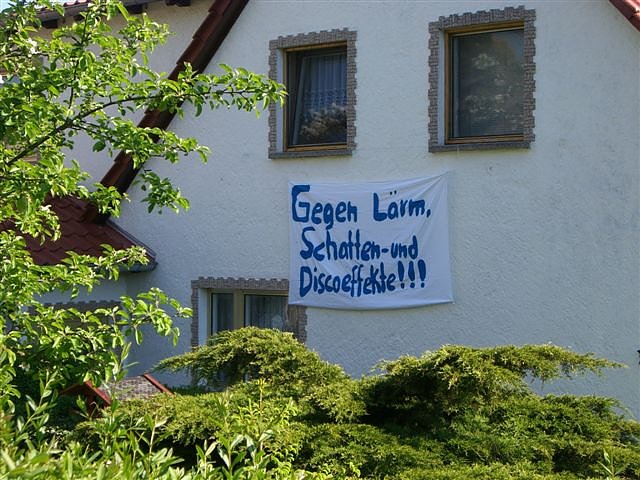 Gegen Lärm,
Schatten-und
Discoeffekte!!!